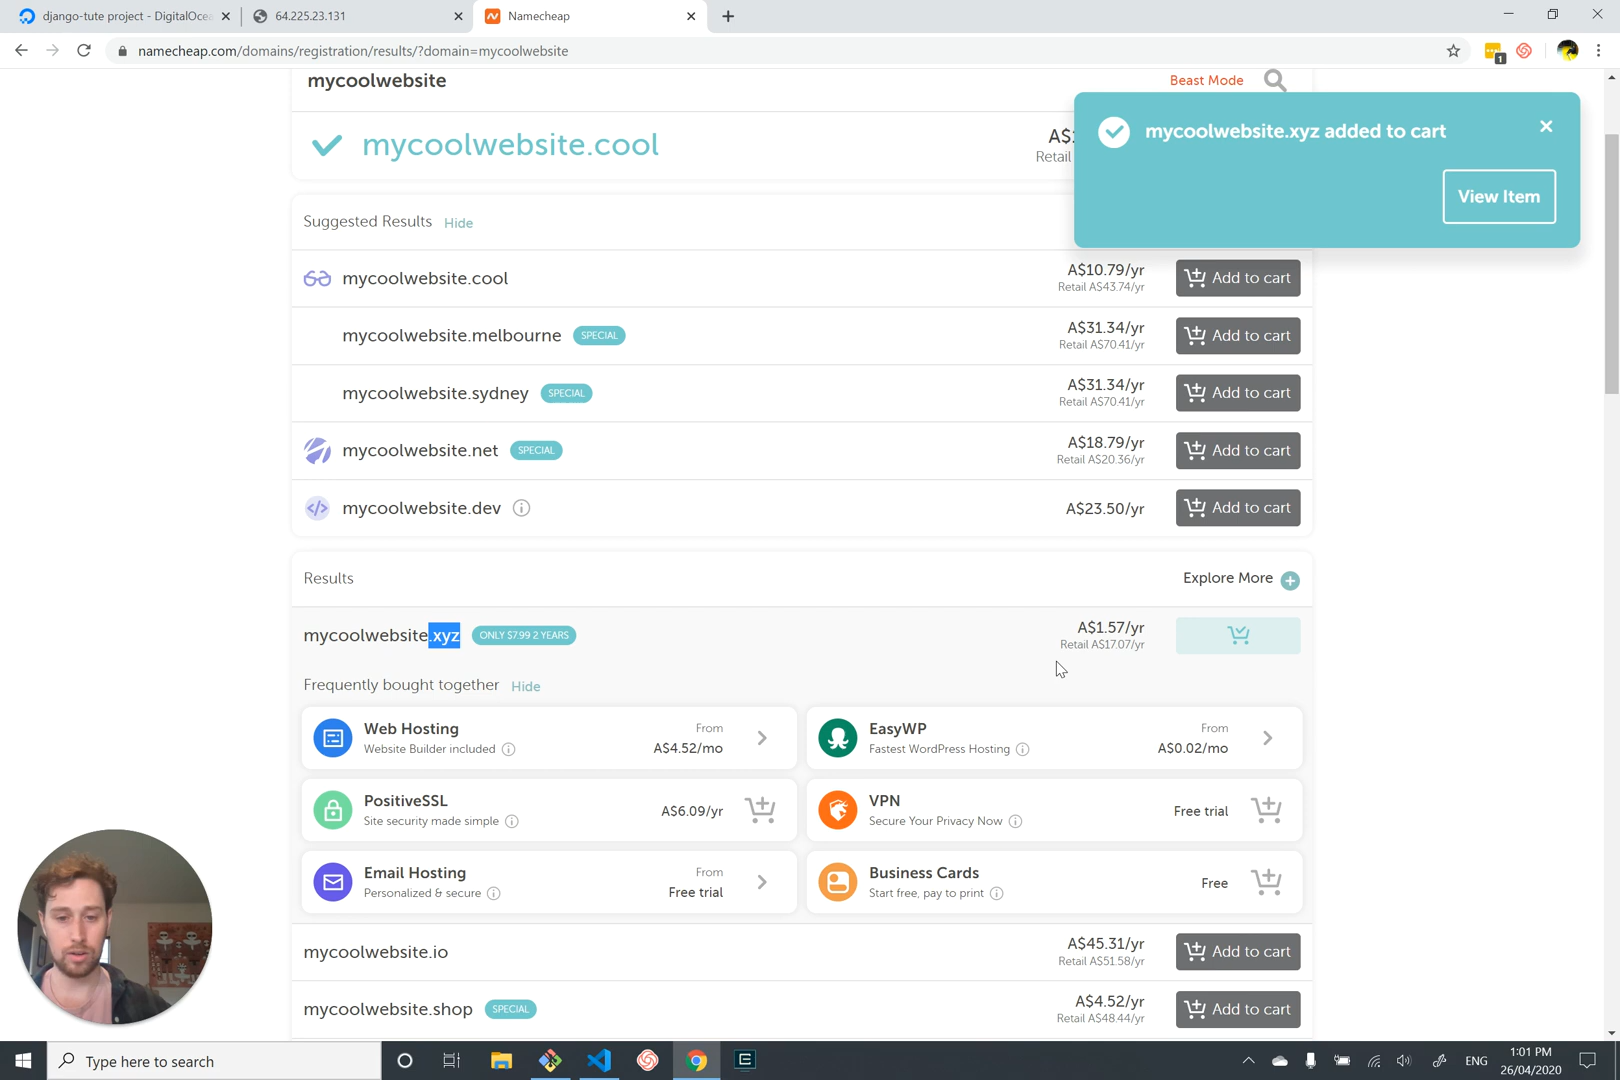 django-tute project - DigitalOcea
64.225.23.131
Namecheap
namecheap.com/domains/registration/results/?domain=mycoolwebsite
1
mycoolwebsite
Beast Mode
mycoolwebsite.cool
A$
Retail
mycoolwebsite.xyz added to cart
View Item
Suggested Results Hide
mycoolwebsite.cool
A$10.79/yr
Retail A$43.74/yr
Add to cart
mycoolwebsite.melbourne SPECIAL
A$31.34/yr
Retail A$70.41/yr
Add to cart
mycoolwebsite.sydney SPECIAL
A$31.34/yr
Retail A$70.41/yr
Add to cart
mycoolwebsite.net SPECIAL
A$18.79/yr
Retail A$20.36/yr
Add to cart
mycoolwebsite.dev
A$23.50/yr
Add to cart
Results
Explore More
mycoolwebsite.xyz ONLY $7.99 2 YEARS
A$1.57/yr
Retail A$17.07/yr
Frequently bought together Hide
Web Hosting
Website Builder included
From
A$4.52/mo
EasyWP
Fastest WordPress Hosting
From
A$0.02/mo
PositiveSSL
Site security made simple
A$6.09/yr
VPN
Secure Your Privacy Now
Free trial
Email Hosting
Personalized & secure
From
Free trial
Business Cards
Start free, pay to print
Free
mycoolwebsite.io
A$45.31/yr
Retail A$51.58/yr
Add to cart
mycoolwebsite.shop SPECIAL
A$4.52/yr
Retail A$48.44/yr
Add to cart
Type here to search
ENG
1:01 PM
26/04/2020